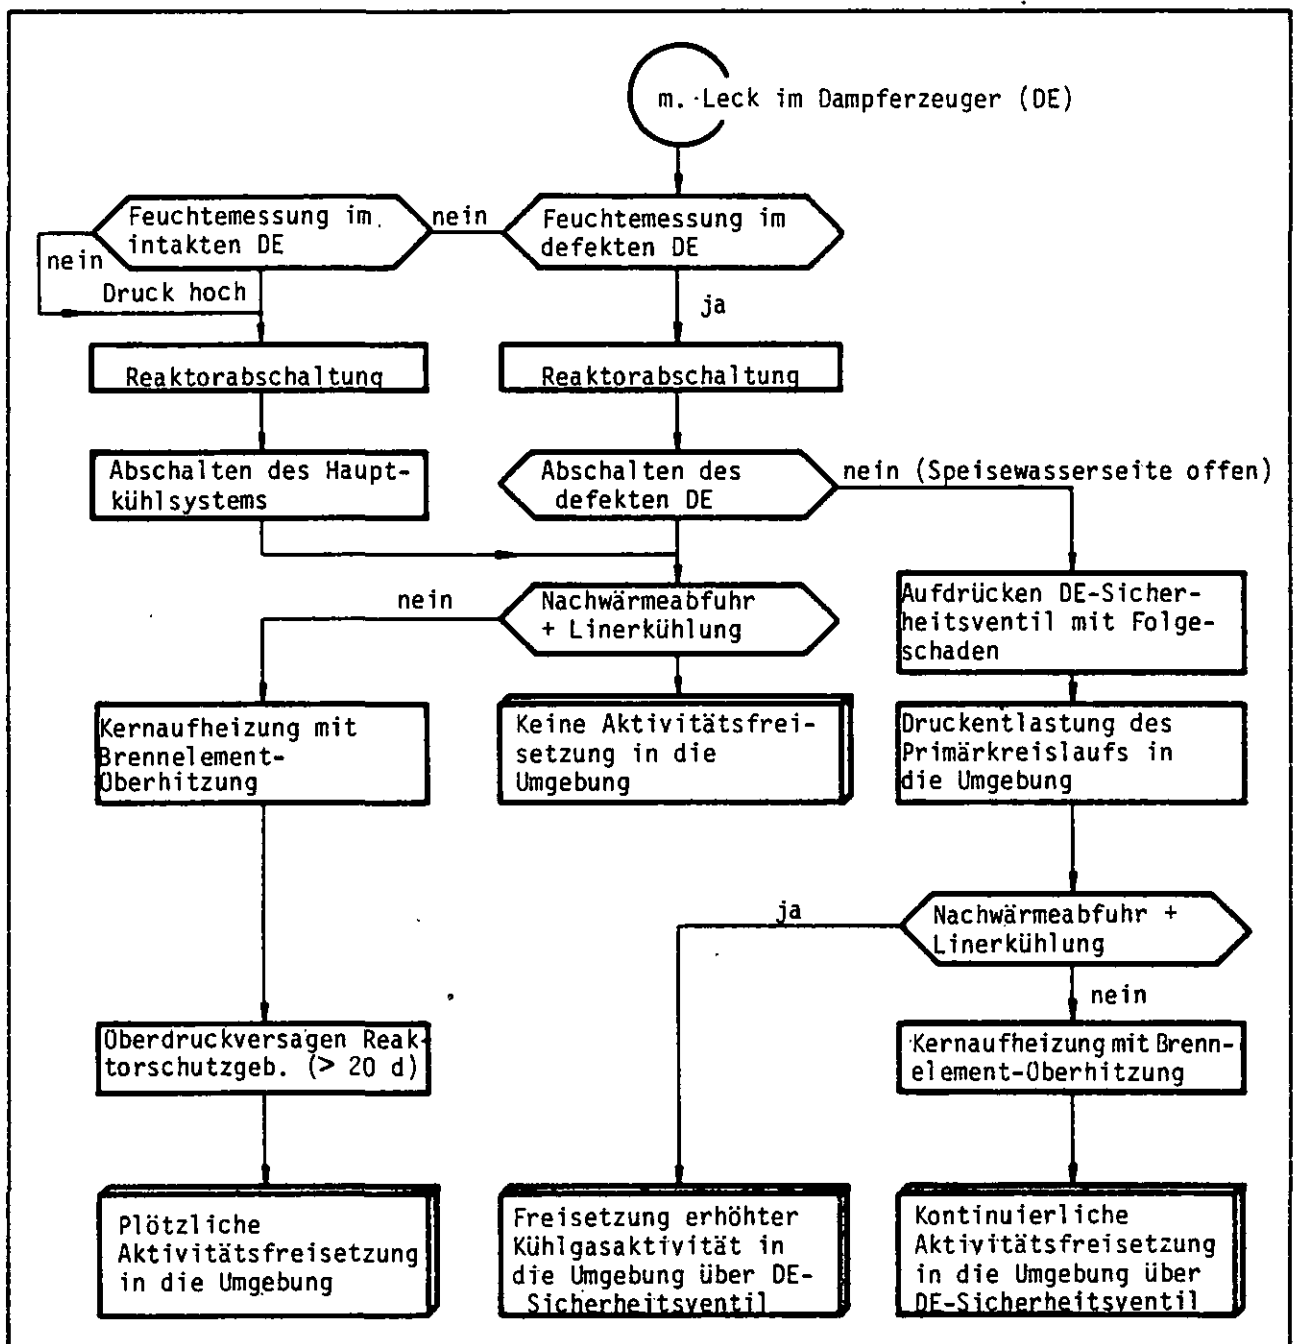 m. Leck im Dampferzeuger (DE)
Feuchtemessung im
intakten DE
nein
Feuchtemessung im
defekten DE
nein
Druck hoch
ja
Reaktorabschaltung
Reaktorabschaltung
Abschalten des Haupt-
kühlsystems
Abschalten des
defekten DE
nein (Speisewasserseite offen)
nein
Nachwärmeabfuhr
+ Linerkühlung
Aufdrücken DE-Sicher-
heitsventil mit Folge-
schaden
Kernaufheizung mit
Brennelement-
Oberhitzung
Keine Aktivitätsfrei-
setzung in die
Umgebung
Druckentlastung des
Primärkreislaufs in
die Umgebung
ja
Nachwärmeabfuhr +
Linerkühlung
nein
Überdruckversagen Reak-
torschutzgeb. (> 20 d)
Kernaufheizung mit Brenn-
element-Oberhitzung
Plötzliche
Aktivitätsfreisetzung
in die Umgebung
Freisetzung erhöhter
Kühlgasaktivität in
die Umgebung über DE-
Sicherheitsventil
Kontinuierliche
Aktivitätsfreisetzung
in die Umgebung über
DE-Sicherheitsventil